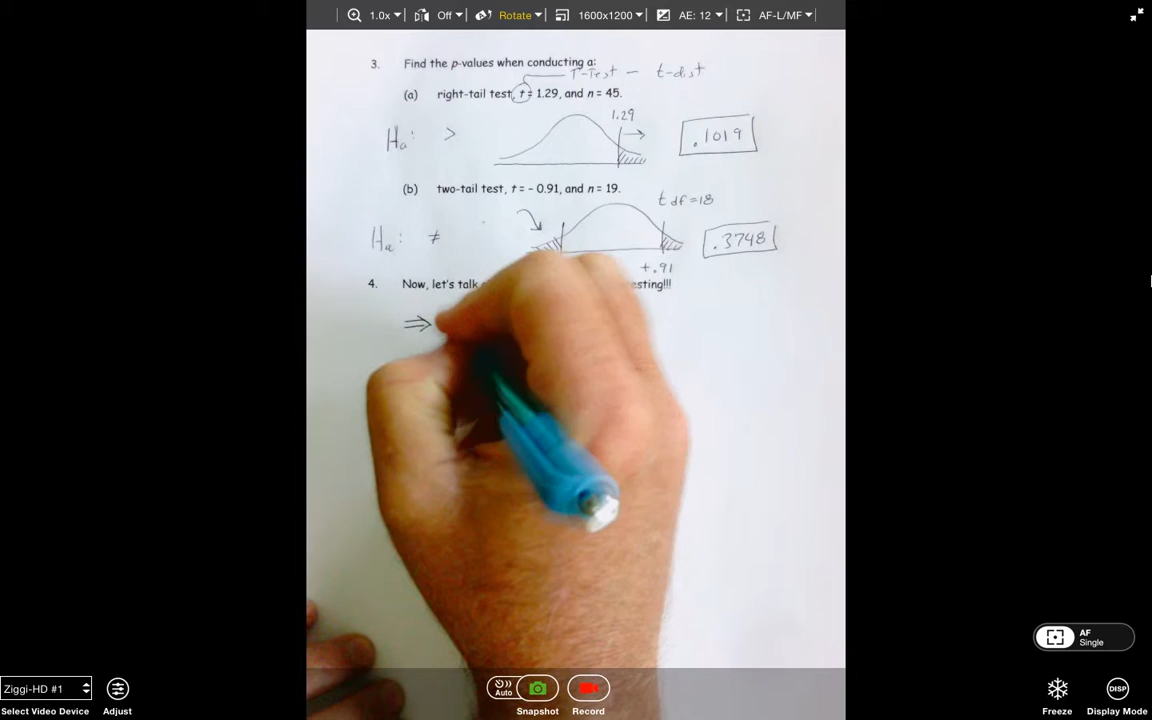 1.0x Off Rotate 1600x1200 AE: 12 AF-L/MF
3. Find the p-values when conducting a:
T-Test - t-dist
(a) right-tail test, t = 1.29, and n = 45.
1.29
Ha: > .1019
(b) two-tail test, t = - 0.91, and n = 19.
t df = 18
Ha: ≠ .3748
+.91
4. Now, let's talk esting!!!
⇒
AF
Single
Ziggi-HD #1
Auto
Select Video Device Adjust Snapshot Record Freeze DISP Display Mode